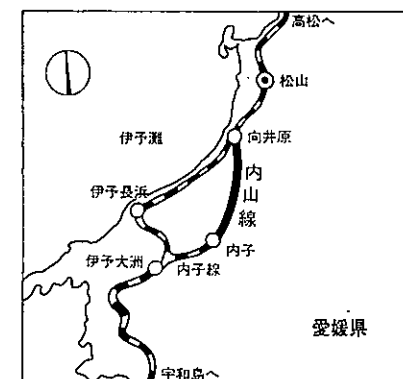 高松へ
松山
伊予灘
向井原
内山線
伊予長浜
内子
伊予大洲
内子線
愛媛県
宇和島へ